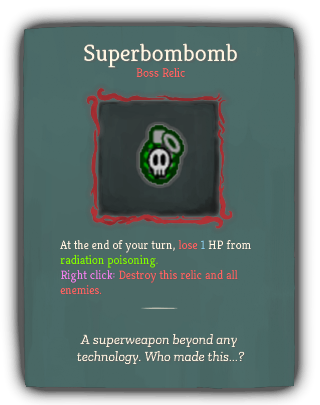 Superbombomb
Boss Relic
At the end of your turn, lose 1 HP from
radiation poisoning.
Right click: Destroy this relic and all
enemies.
A superweapon beyond any
technology. Who made this...?